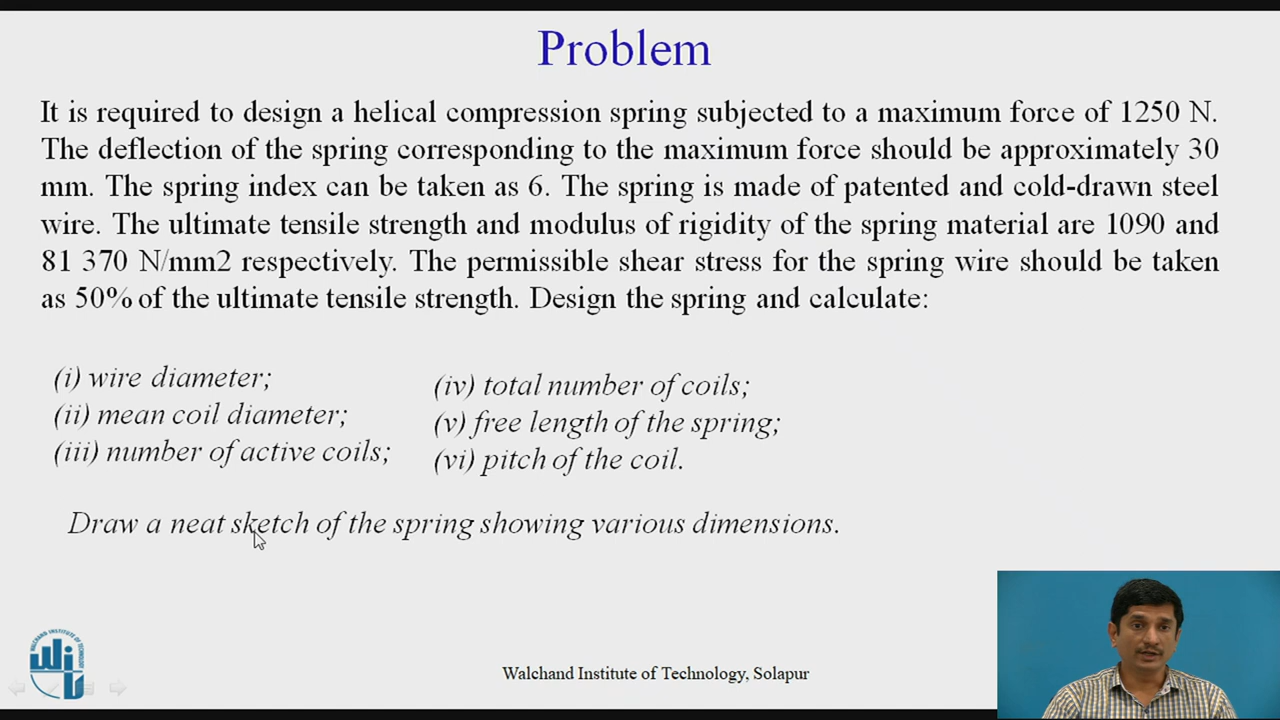 Problem
It is required to design a helical compression spring subjected to a maximum force of 1250 N.
The deflection of the spring corresponding to the maximum force should be approximately 30
mm. The spring index can be taken as 6. The spring is made of patented and cold-drawn steel
wire. The ultimate tensile strength and modulus of rigidity of the spring material are 1090 and
81 370 N/mm2 respectively. The permissible shear stress for the spring wire should be taken
as 50% of the ultimate tensile strength. Design the spring and calculate:
(i) wire diameter;
(ii) mean coil diameter;
(iii) number of active coils;
(iv) total number of coils;
(v) free length of the spring;
(vi) pitch of the coil.
Draw a neat sketch of the spring showing various dimensions.
WALCHAND INSTITUTE OF TECHNOLOGY, SOLAPUR
WIT
Walchand Institute of Technology, Solapur